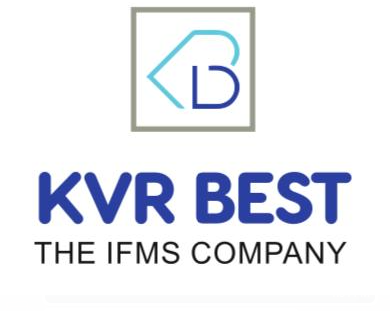 KVR BEST
THE IFMS COMPANY